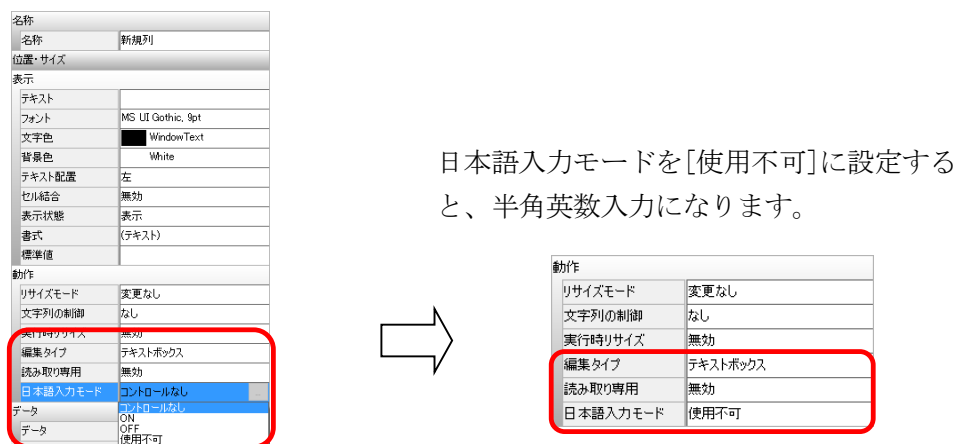 名称
名称 新規列
位置・サイズ
表示
テキスト
フォント MS UI Gothic, 9pt
文字色 WindowText
背景色 White
テキスト配置 左
セル結合 無効
表示状態 表示
書式 (テキスト)
標準値
動作
リサイズモード 変更なし
文字列の制御 なし
実行時リサイズ 無効
編集タイプ テキストボックス
読み取り専用 無効
日本語入力モード コントロールなし ...
データ コントロールなし
ON
データ OFF
使用不可
日本語入力モードを[使用不可]に設定する
と、半角英数入力になります。
動作
リサイズモード 変更なし
文字列の制御 なし
実行時リサイズ 無効
編集タイプ テキストボックス
読み取り専用 無効
日本語入力モード 使用不可